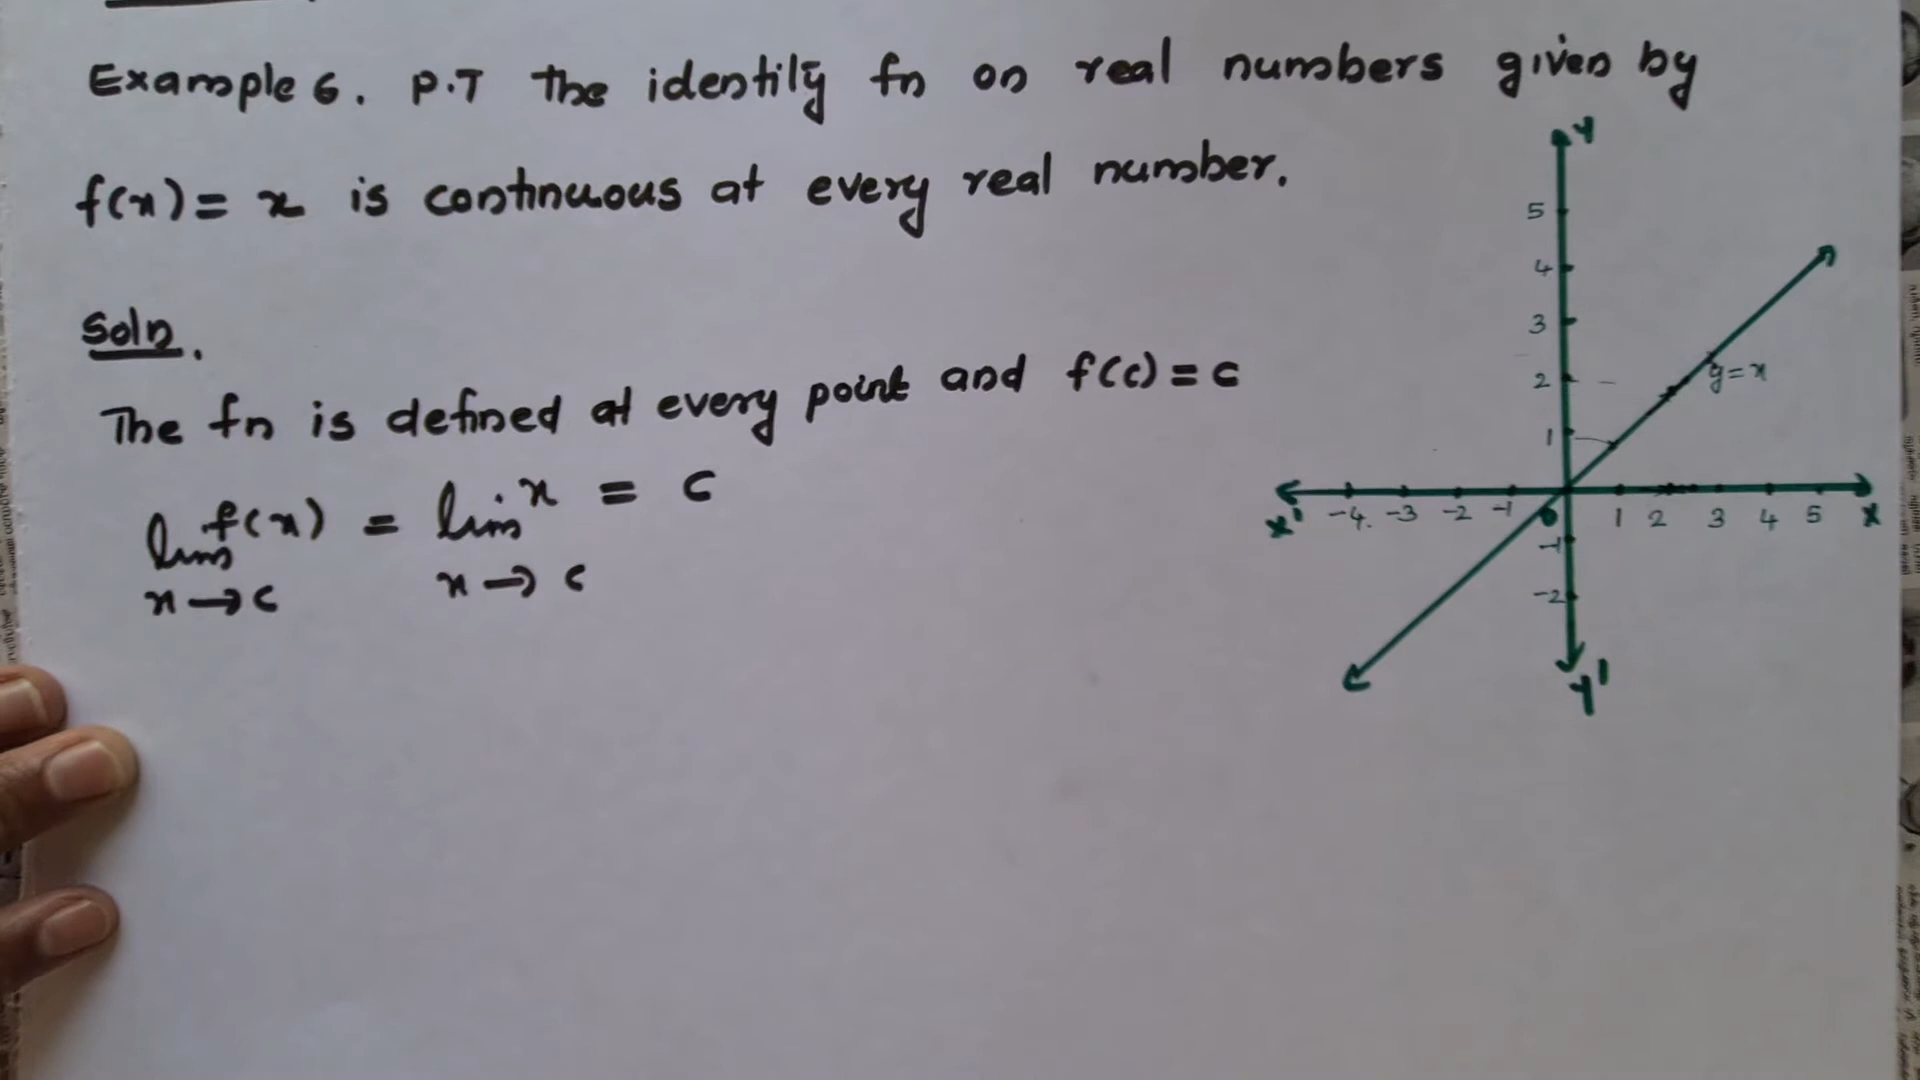 Example 6. P.T the identity fn on real numbers given by
f(x) = x is continuous at every real number.
Soln.
The fn is defined at every point and f(c) = c
lim f(x) = lim x = c
x → c x → c
Y
5
4
3
2
1
y = x
X' -4. -3 -2 -1 0 1 2 3 4 5 X
-1
-2
Y'